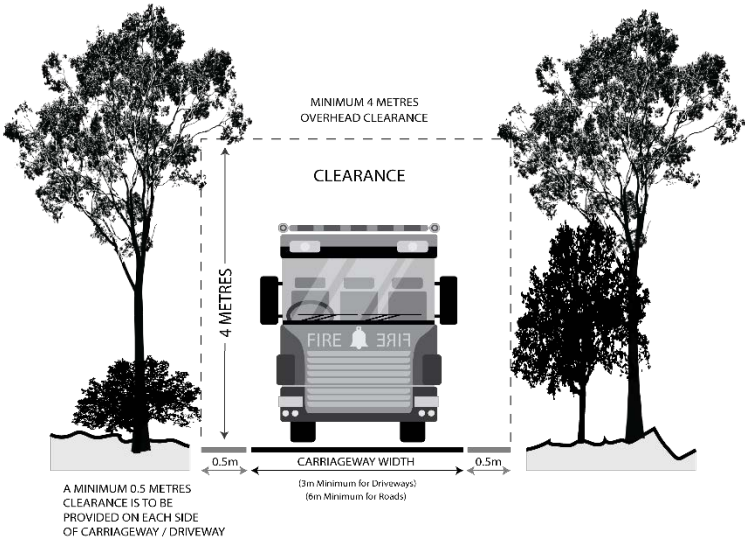 MINIMUM 4 METRES
OVERHEAD CLEARANCE
CLEARANCE
4 METRES
FIRE FIRE
0.5m CARRIAGEWAY WIDTH 0.5m
(3m Minimum for Driveways)
(6m Minimum for Roads)
A MINIMUM 0.5 METRES
CLEARANCE IS TO BE
PROVIDED ON EACH SIDE
OF CARRIAGEWAY / DRIVEWAY